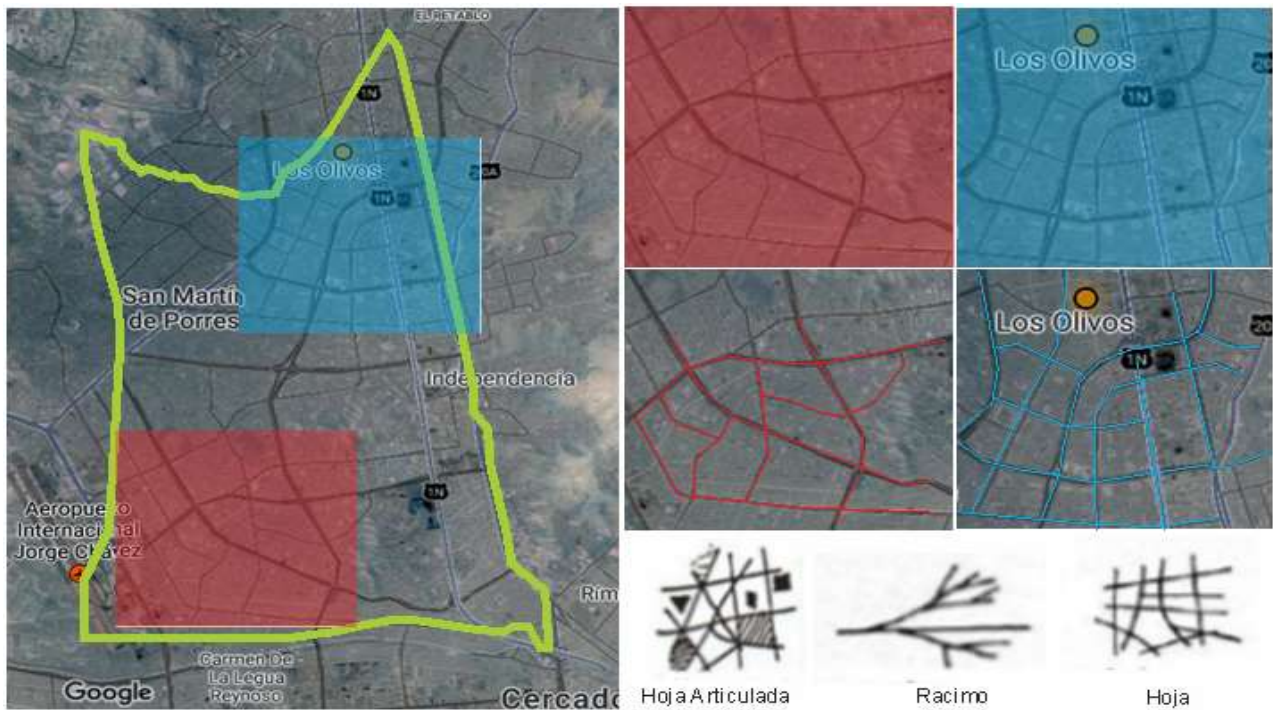 EL RETABLO
1N
Los Olivos
20A
1N
San Martín
de Porres
Independencia
1N
Aeropuerto
Internacional
Jorge Chávez
Rím
Carmen De
La Legua
Reynoso
Google
Cercado
Los Olivos
1N
20
Los Olivos
1N
20
Hoja Articulada
Racimo
Hoja